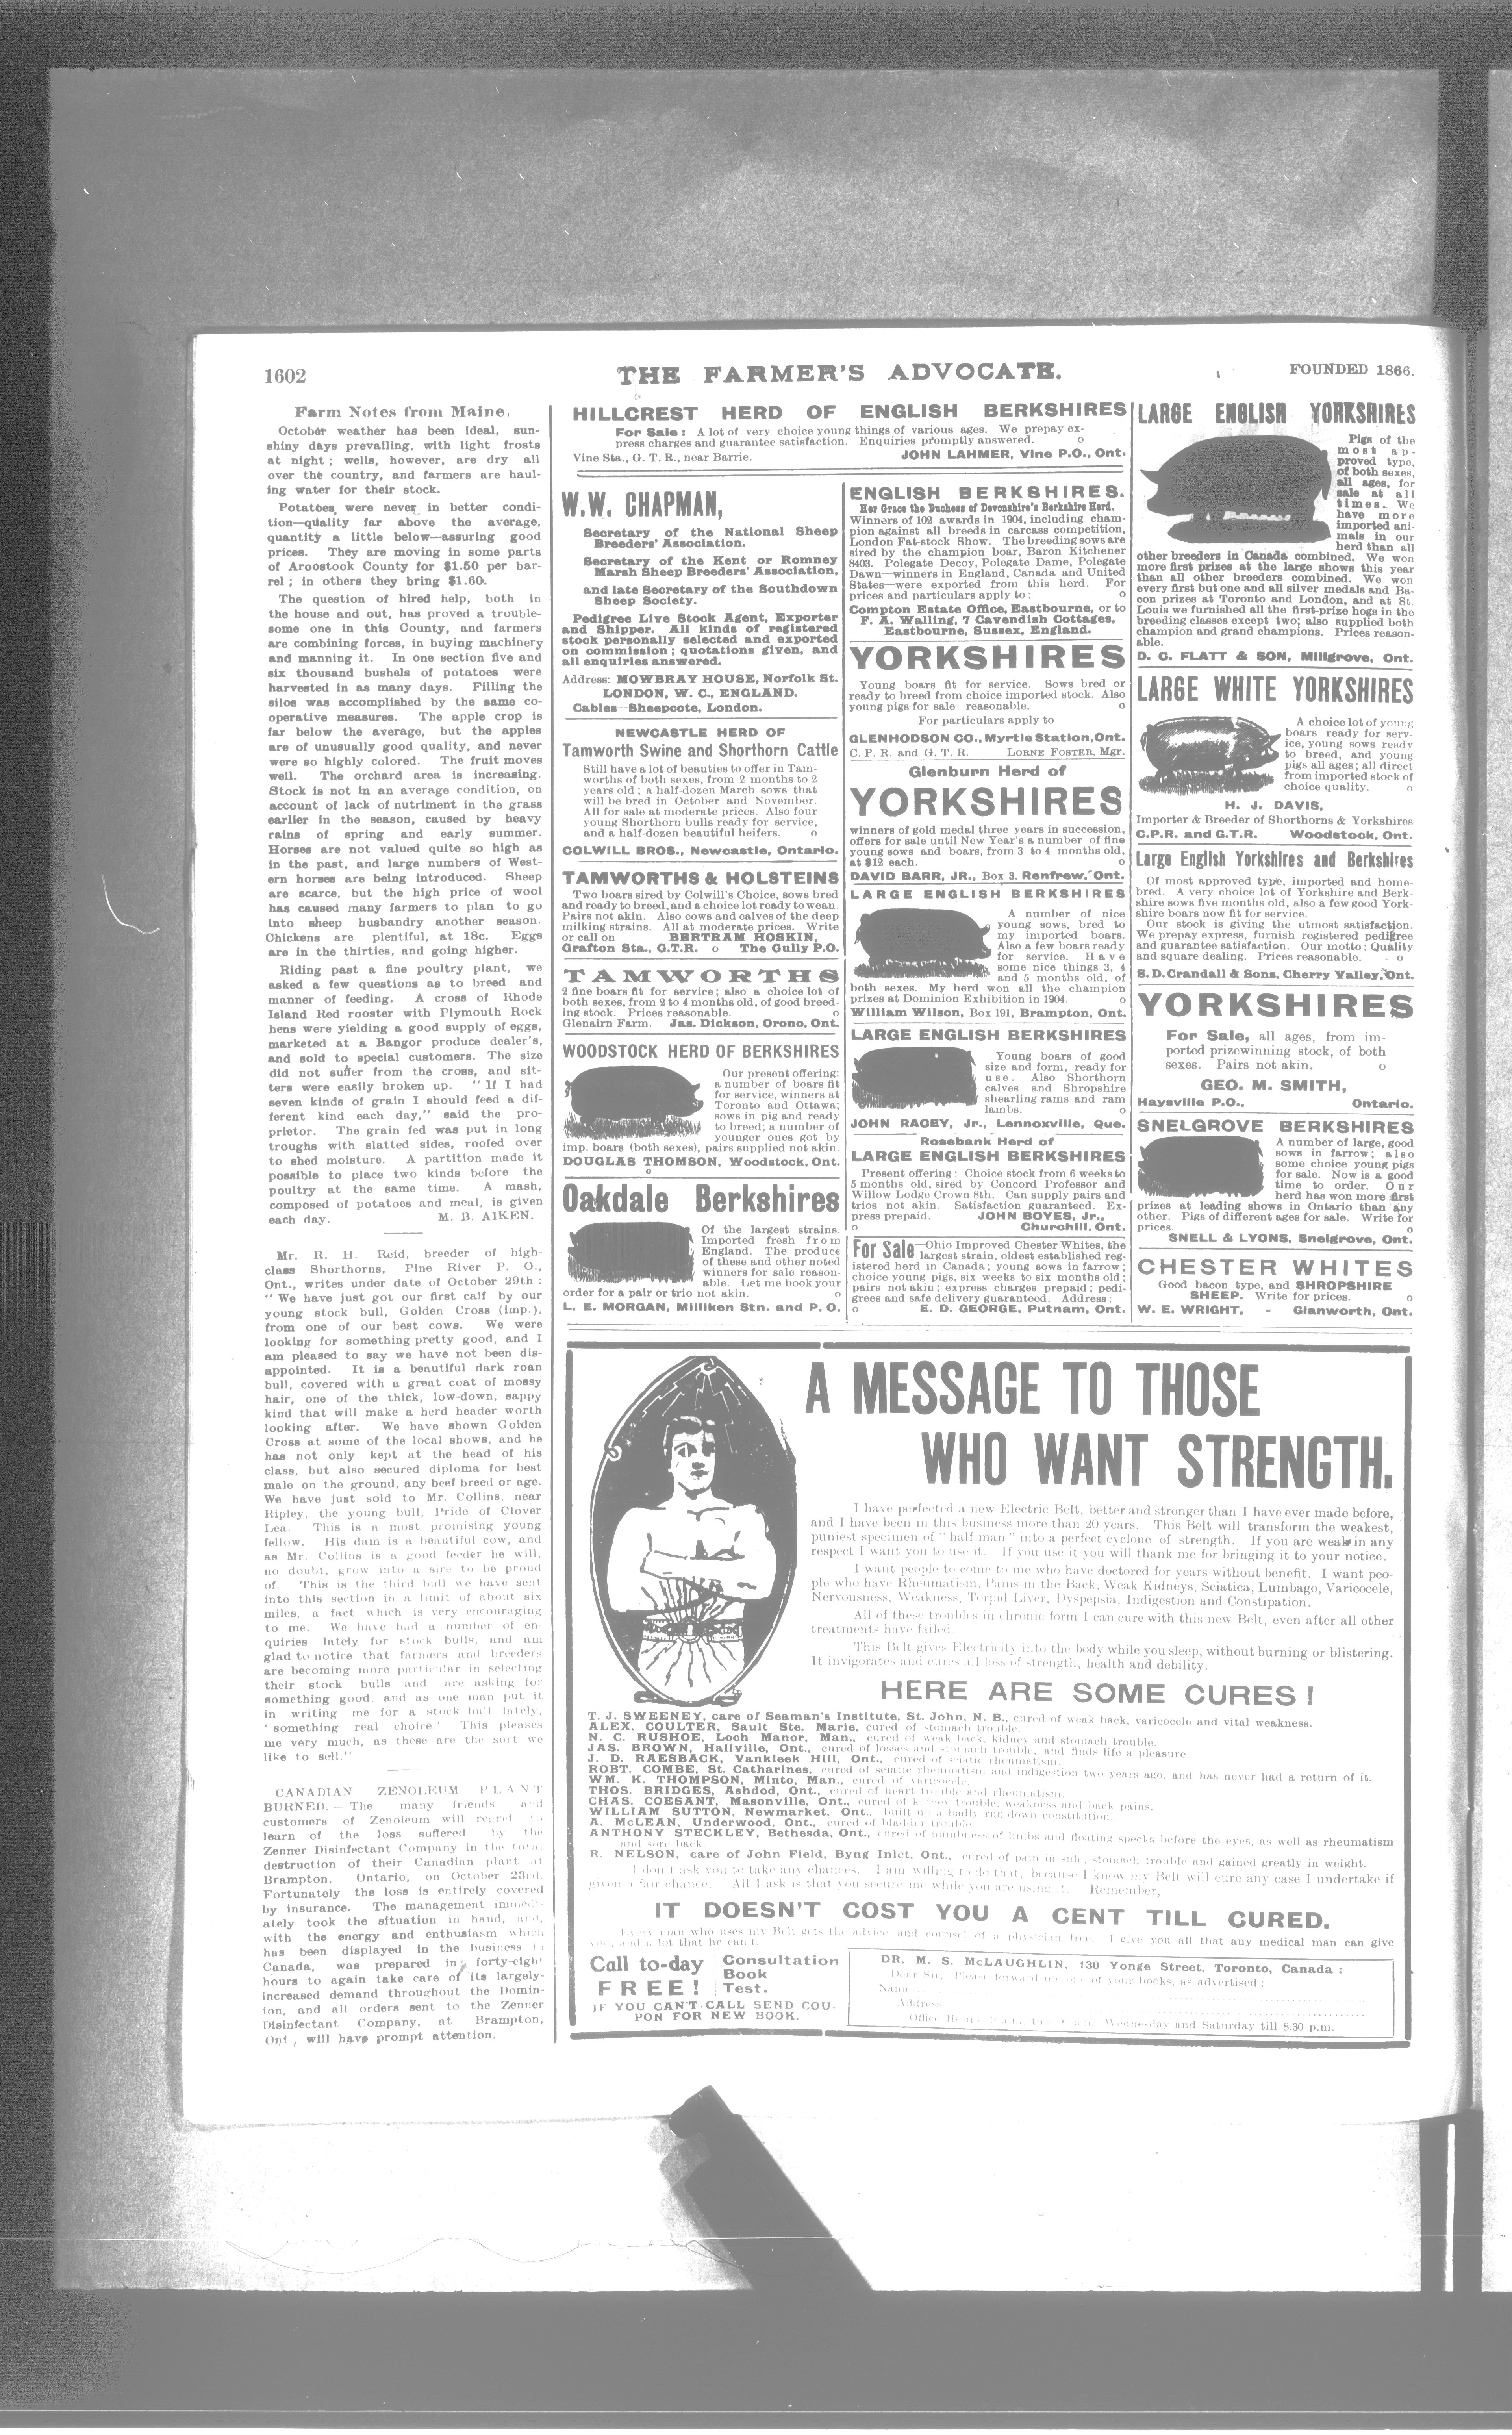 1602
THE FARMER'S ADVOCATE.
FOUNDED 1866.
Farm Notes from Maine.
October weather has been ideal, sun-
shiny days prevailing, with light frosts
at night ; wells, however, are dry all
over the country, and farmers are haul-
ing water for their stock.
Potatoes were never in better condi-
tion—quality far above the average,
quantity a little below—assuring good
prices. They are moving in some parts
of Aroostook County for $1.50 per bar-
rel ; in others they bring $1.60.
The question of hired help, both in
the house and out, has proved a trouble-
some one in this County, and farmers
are combining forces, in buying machinery
and manning it. In one section five and
six thousand bushels of potatoes were
harvested in as many days. Filling the
silos was accomplished by the same co-
operative measures. The apple crop is
far below the average, but the apples
are of unusually good quality, and never
were so highly colored. The fruit moves
well. The orchard area is increasing.
Stock is not in an average condition, on
account of lack of nutriment in the grass
earlier in the season, caused by heavy
rains of spring and early summer.
Horses are not valued quite so high as
in the past, and large numbers of West-
ern horses are being introduced. Sheep
are scarce, but the high price of wool
has caused many farmers to plan to go
into sheep husbandry another season.
Chickens are plentiful, at 18c. Eggs
are in the thirties, and going higher.
Riding past a fine poultry plant, we
asked a few questions as to breed and
manner of feeding. A cross of Rhode
Island Red rooster with Plymouth Rock
hens were yielding a good supply of eggs,
marketed at a Bangor produce dealer's,
and sold to special customers. The size
did not suffer from the cross, and sit-
ters were easily broken up. " If I had
seven kinds of grain I should feed a dif-
ferent kind each day," said the pro-
prietor. The grain fed was put in long
troughs with slatted sides, roofed over
to shed moisture. A partition made it
possible to place two kinds before the
poultry at the same time. A mash,
composed of potatoes and meal, is given
each day. M. B. AIKEN.
Mr. R. H. Reid, breeder of high-
class Shorthorns, Pine River P. O.,
Ont., writes under date of October 29th :
" We have just got our first calf by our
young stock bull, Golden Cross (imp.),
from one of our best cows. We were
looking for something pretty good, and I
am pleased to say we have not been dis-
appointed. It is a beautiful dark roan
bull, covered with a great coat of mossy
hair, one of the thick, low-down, sappy
kind that will make a herd header worth
looking after. We have shown Golden
Cross at some of the local shows, and he
has not only kept at the head of his
class, but also secured diploma for best
male on the ground, any beef breed or age.
We have just sold to Mr. Collins, near
Ripley, the young bull, Pride of Clover
Lea. This is a most promising young
fellow. His dam is a beautiful cow, and
as Mr. Collins is a good feeder he will,
no doubt, grow into a sire to be proud
of. This is the third bull we have sent
into this section in a limit of about six
miles, a fact which is very encouraging
to me. We have had a number of en
quiries lately for stock bulls, and am
glad to notice that farmers and breeders
are becoming more particular in selecting
their stock bulls and are asking for
something good, and as one man put it
in writing me for a stock bull lately,
' something real choice.' This pleases
me very much, as these are the sort we
like to sell."
CANADIAN ZENOLEUM PLANT
BURNED. — The many friends and
customers of Zenoleum will regret to
learn of the loss suffered by the
Zenner Disinfectant Company in the total
destruction of their Canadian plant at
Brampton, Ontario, on October 23rd.
Fortunately the loss is entirely covered
by insurance. The management immedi-
ately took the situation in hand, and,
with the energy and enthusiasm which
has been displayed in the business in
Canada, was prepared in forty-eight
hours to again take care of its largely-
increased demand throughout the Domin-
ion, and all orders sent to the Zenner
Disinfectant Company, at Brampton,
Ont., will have prompt attention.
HILLCREST HERD OF ENGLISH BERKSHIRES
For Sale : A lot of very choice young things of various ages. We prepay ex-
press charges and guarantee satisfaction. Enquiries promptly answered. o
Vine Sta., G. T. R., near Barrie. JOHN LAHMER, Vine P.O., Ont.
W.W. CHAPMAN,
Secretary of the National Sheep
Breeders' Association.
Secretary of the Kent or Romney
Marsh Sheep Breeders' Association,
and late Secretary of the Southdown
Sheep Society.
Pedigree Live Stock Agent, Exporter
and Shipper. All kinds of registered
stock personally selected and exported
on commission ; quotations given, and
all enquiries answered.
Address: MOWBRAY HOUSE, Norfolk St.
LONDON, W. C., ENGLAND.
Cables—Sheepcote, London.
NEWCASTLE HERD OF
Tamworth Swine and Shorthorn Cattle
Still have a lot of beauties to offer in Tam-
worths of both sexes, from 2 months to 2
years old ; a half-dozen March sows that
will be bred in October and November.
All for sale at moderate prices. Also four
young Shorthorn bulls ready for service,
and a half-dozen beautiful heifers. o
COLWILL BROS., Newcastle, Ontario.
TAMWORTHS & HOLSTEINS
Two boars sired by Colwill's Choice, sows bred
and ready to breed, and a choice lot ready to wean.
Pairs not akin. Also cows and calves of the deep
milking strains. All at moderate prices. Write
or call on BERTRAM HOSKIN,
Grafton Sta., G.T.R. o The Gully P.O.
TAMWORTHS
2 fine boars fit for service ; also a choice lot of
both sexes, from 2 to 4 months old, of good breed-
ing stock. Prices reasonable. o
Glenairn Farm. Jas. Dickson, Orono, Ont.
WOODSTOCK HERD OF BERKSHIRES
Our present offering:
a number of boars fit
for service, winners at
Toronto and Ottawa;
sows in pig and ready
to breed; a number of
younger ones got by
imp. boars (both sexes), pairs supplied not akin.
DOUGLAS THOMSON, Woodstock, Ont.
o
Oakdale Berkshires
Of the largest strains.
Imported fresh from
England. The produce
of these and other noted
winners for sale reason-
able. Let me book your
order for a pair or trio not akin. o
L. E. MORGAN, Milliken Stn. and P. O.
ENGLISH BERKSHIRES.
Her Grace the Duchess of Devonshire's Berkshire Herd.
Winners of 102 awards in 1904, including cham-
pion against all breeds in carcass competition,
London Fat-stock Show. The breeding sows are
sired by the champion boar, Baron Kitchener
8403. Polegate Decoy, Polegate Dame, Polegate
Dawn—winners in England, Canada and United
States—were exported from this herd. For
prices and particulars apply to : o
Compton Estate Office, Eastbourne, or to
F. A. Walling, 7 Cavendish Cottages,
Eastbourne, Sussex, England.
YORKSHIRES
Young boars fit for service. Sows bred or
ready to breed from choice imported stock. Also
young pigs for sale—reasonable. o
For particulars apply to
GLENHODSON CO., Myrtle Station, Ont.
C. P. R. and G. T. R. LORNE FOSTER, Mgr.
Glenburn Herd of
YORKSHIRES
winners of gold medal three years in succession,
offers for sale until New Year's a number of fine
young sows and boars, from 3 to 4 months old,
at $12 each. o
DAVID BARR, JR., Box 3, Renfrew, Ont.
LARGE ENGLISH BERKSHIRES
A number of nice
young sows, bred to
my imported boars.
Also a few boars ready
for service. Have
some nice things 3, 4
and 5 months old, of
both sexes. My herd won all the champion
prizes at Dominion Exhibition in 1904. o
William Wilson, Box 191, Brampton, Ont.
LARGE ENGLISH BERKSHIRES
Young boars of good
size and form, ready for
use. Also Shorthorn
calves and Shropshire
shearling rams and ram
lambs. o
JOHN RACEY, Jr., Lennoxville, Que.
Rosebank Herd of
LARGE ENGLISH BERKSHIRES
Present offering : Choice stock from 6 weeks to
5 months old, sired by Concord Professor and
Willow Lodge Crown 8th. Can supply pairs and
trios not akin. Satisfaction guaranteed. Ex-
press prepaid. JOHN BOYES, Jr.,
o Churchill, Ont.
For Sale—Ohio Improved Chester Whites, the
largest strain, oldest established reg-
istered herd in Canada ; young sows in farrow ;
choice young pigs, six weeks to six months old ;
pairs not akin ; express charges prepaid ; pedi-
grees and safe delivery guaranteed. Address :
o E. D. GEORGE, Putnam, Ont.
LARGE ENGLISH YORKSHIRES
Pigs of the
most ap-
proved type,
of both sexes,
all ages, for
sale at all
times. We
have more
imported ani-
mals in our
herd than all
other breeders in Canada combined. We won
more first prizes at the large shows this year
than all other breeders combined. We won
every first but one and all silver medals and Ba-
con prizes at Toronto and London, and at St.
Louis we furnished all the first-prize hogs in the
breeding classes except two; also supplied both
champion and grand champions. Prices reason-
able.
D. C. FLATT & SON, Millgrove, Ont.
LARGE WHITE YORKSHIRES
A choice lot of young
boars ready for serv-
ice, young sows ready
to breed, and young
pigs all ages; all direct
from imported stock of
choice quality. o
H. J. DAVIS,
Importer & Breeder of Shorthorns & Yorkshires
C.P.R. and G.T.R. Woodstock, Ont.
Large English Yorkshires and Berkshires
Of most approved type, imported and home-
bred. A very choice lot of Yorkshire and Berk-
shire sows five months old, also a few good York-
shire boars now fit for service.
Our stock is giving the utmost satisfaction.
We prepay express, furnish registered pedigree
and guarantee satisfaction. Our motto : Quality
and square dealing. Prices reasonable. o
S. D. Crandall & Sons, Cherry Valley, Ont.
YORKSHIRES
For Sale, all ages, from im-
ported prizewinning stock, of both
sexes. Pairs not akin. o
GEO. M. SMITH,
Haysville P.O., Ontario.
SNELGROVE BERKSHIRES
A number of large, good
sows in farrow; also
some choice young pigs
for sale. Now is a good
time to order. Our
herd has won more first
prizes at leading shows in Ontario than any
other. Pigs of different ages for sale. Write for
prices. o
SNELL & LYONS, Snelgrove, Ont.
CHESTER WHITES
Good bacon type, and SHROPSHIRE
SHEEP. Write for prices. o
W. E. WRIGHT, - Glanworth, Ont.
A MESSAGE TO THOSE
WHO WANT STRENGTH.
I have perfected a new Electric Belt, better and stronger than I have ever made before,
and I have been in this business more than 20 years. This Belt will transform the weakest,
puniest specimen of " half man " into a perfect cyclone of strength. If you are weak in any
respect I want you to use it. If you use it you will thank me for bringing it to your notice.
I want people to come to me who have doctored for years without benefit. I want peo-
ple who have Rheumatism, Pains in the Back, Weak Kidneys, Sciatica, Lumbago, Varicocele,
Nervousness, Weakness, Torpid Liver, Dyspepsia, Indigestion and Constipation.
All of these troubles in chronic form I can cure with this new Belt, even after all other
treatments have failed.
This Belt gives Electricity into the body while you sleep, without burning or blistering.
It invigorates and cures all loss of strength, health and debility.
HERE ARE SOME CURES !
T. J. SWEENEY, care of Seaman's Institute, St. John, N. B., cured of weak back, varicocele and vital weakness.
ALEX. COULTER, Sault Ste. Marie, cured of stomach trouble.
N. C. RUSHOE, Loch Manor, Man., cured of weak back, kidney and stomach trouble.
JAS. BROWN, Hallville, Ont., cured of losses and stomach trouble, and finds life a pleasure.
J. D. RAESBACK, Vankleek Hill, Ont., cured of sciatic rheumatism.
ROBT. COMBE, St. Catharines, cured of sciatic rheumatism and indigestion two years ago, and has never had a return of it.
WM. K. THOMPSON, Minto, Man., cured of varicocele.
THOS. BRIDGES, Ashdod, Ont., cured of heart trouble and rheumatism.
CHAS. COESANT, Masonville, Ont., cured of kidney trouble, weakness and back pains.
WILLIAM SUTTON, Newmarket, Ont., built up a badly run down constitution.
A. McLEAN, Underwood, Ont., cured of bladder trouble.
ANTHONY STECKLEY, Bethesda, Ont., cured of numbness of limbs and floating specks before the eyes, as well as rheumatism
and sore back.
R. NELSON, care of John Field, Byng Inlet, Ont., cured of pain in side, stomach trouble and gained greatly in weight.
I don't ask you to take any chances. I am willing to do that, because I know my Belt will cure any case I undertake if
given a fair chance. All I ask is that you secure me while you are using it. Remember,
IT DOESN'T COST YOU A CENT TILL CURED.
Every man who uses my Belt gets the advice and counsel of a physician free. I give you all that any medical man can give
you, and a lot that he can't.
Call to-day
FREE!
Consultation
Book
Test.
IF YOU CAN'T CALL SEND COU-
PON FOR NEW BOOK.
DR. M. S. McLAUGHLIN, 130 Yonge Street, Toronto, Canada :
Dear Sir, Please forward me one of your books, as advertised :
Name
Address
Office Hours Wednesday and Saturday till 8.30 p.m.